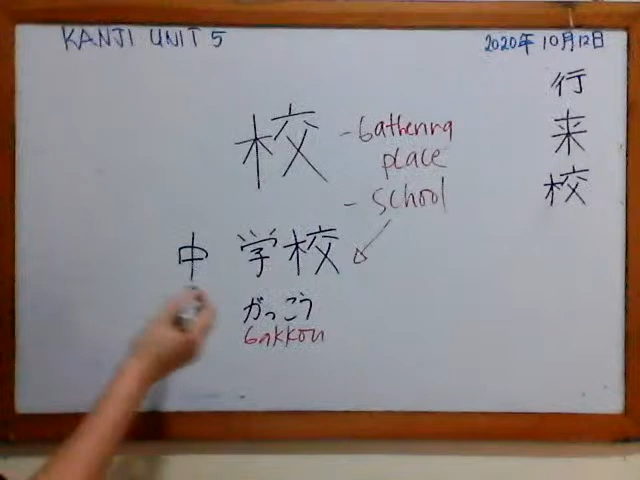 KANJI UNIT 5
2020年10月12日
行
来
校
校
- Gathering
place
- School
中 学校
がっこう
Gakkou